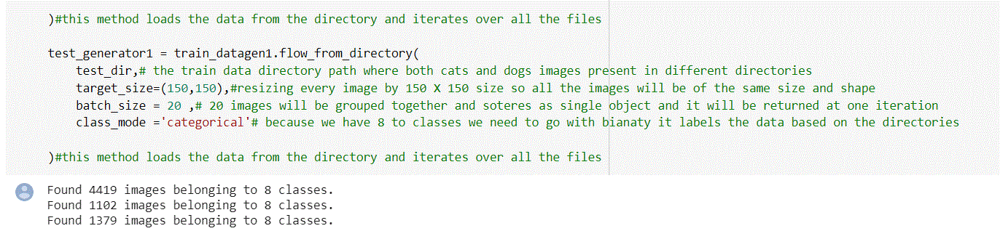 )#this method loads the data from the directory and iterates over all the files
test_generator1 = train_datagen1.flow_from_directory(
test_dir,# the train data directory path where both cats and dogs images present in different directories
target_size=(150,150),#resizing every image by 150 X 150 size so all the images will be of the same size and shape
batch_size = 20 ,# 20 images will be grouped together and soteres as single object and it will be returned at one iteration
class_mode ='categorical'# because we have 8 to classes we need to go with bianaty it labels the data based on the directories
)#this method loads the data from the directory and iterates over all the files
Found 4419 images belonging to 8 classes.
Found 1102 images belonging to 8 classes.
Found 1379 images belonging to 8 classes.